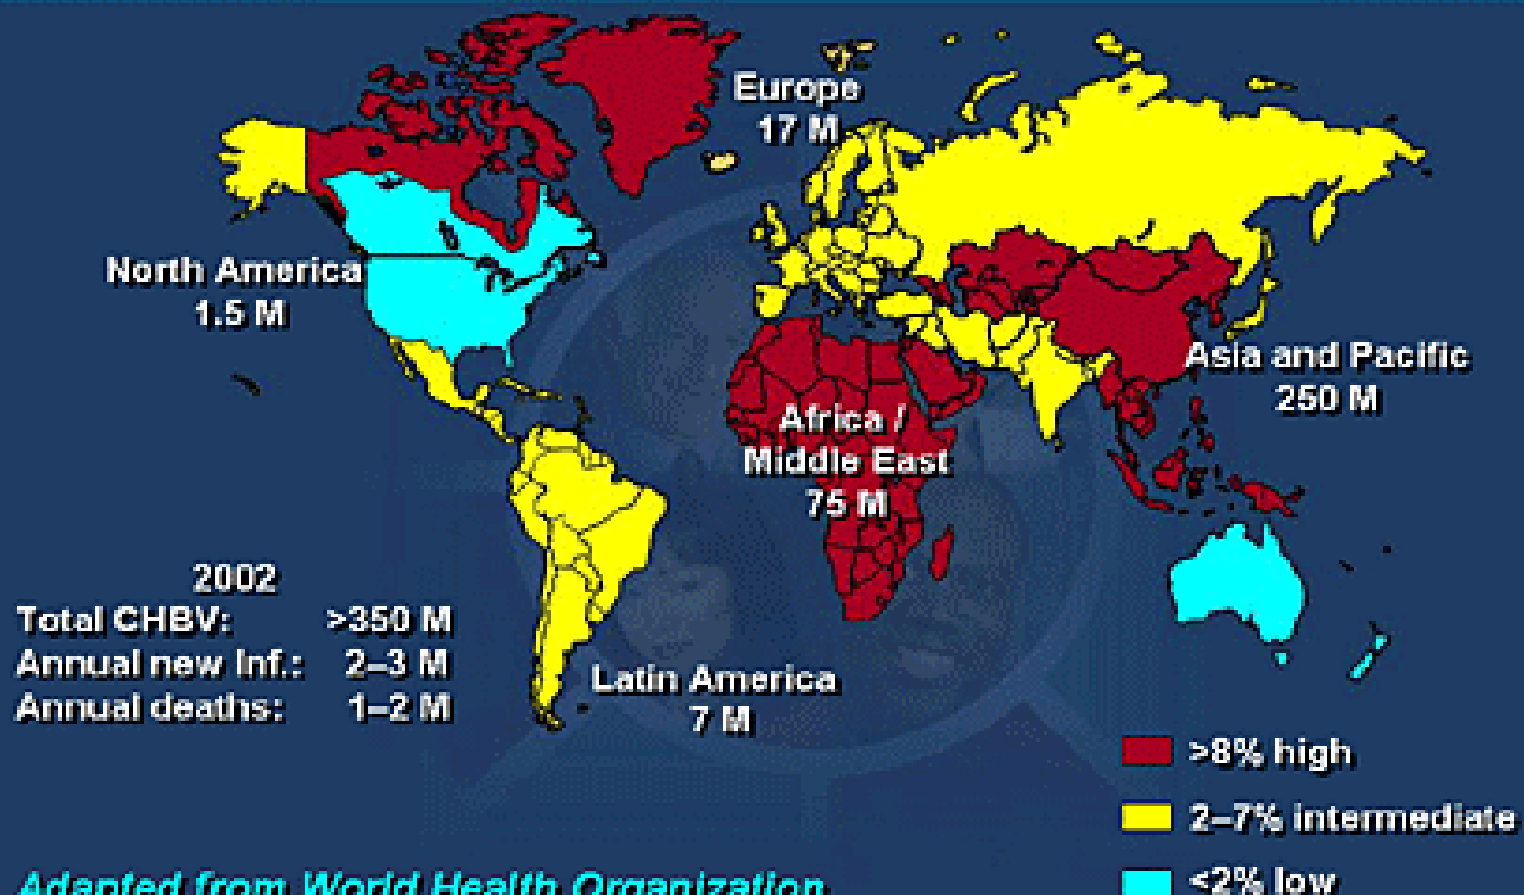 Europe
17 M
North America
1.5 M
Asia and Pacific
250 M
Africa /
Middle East
75 M
2002
Total CHBV: >350 M
Annual new Inf.: 2–3 M
Annual deaths: 1–2 M
Latin America
7 M
>8% high
2–7% intermediate
<2% low
Adapted from World Health Organization